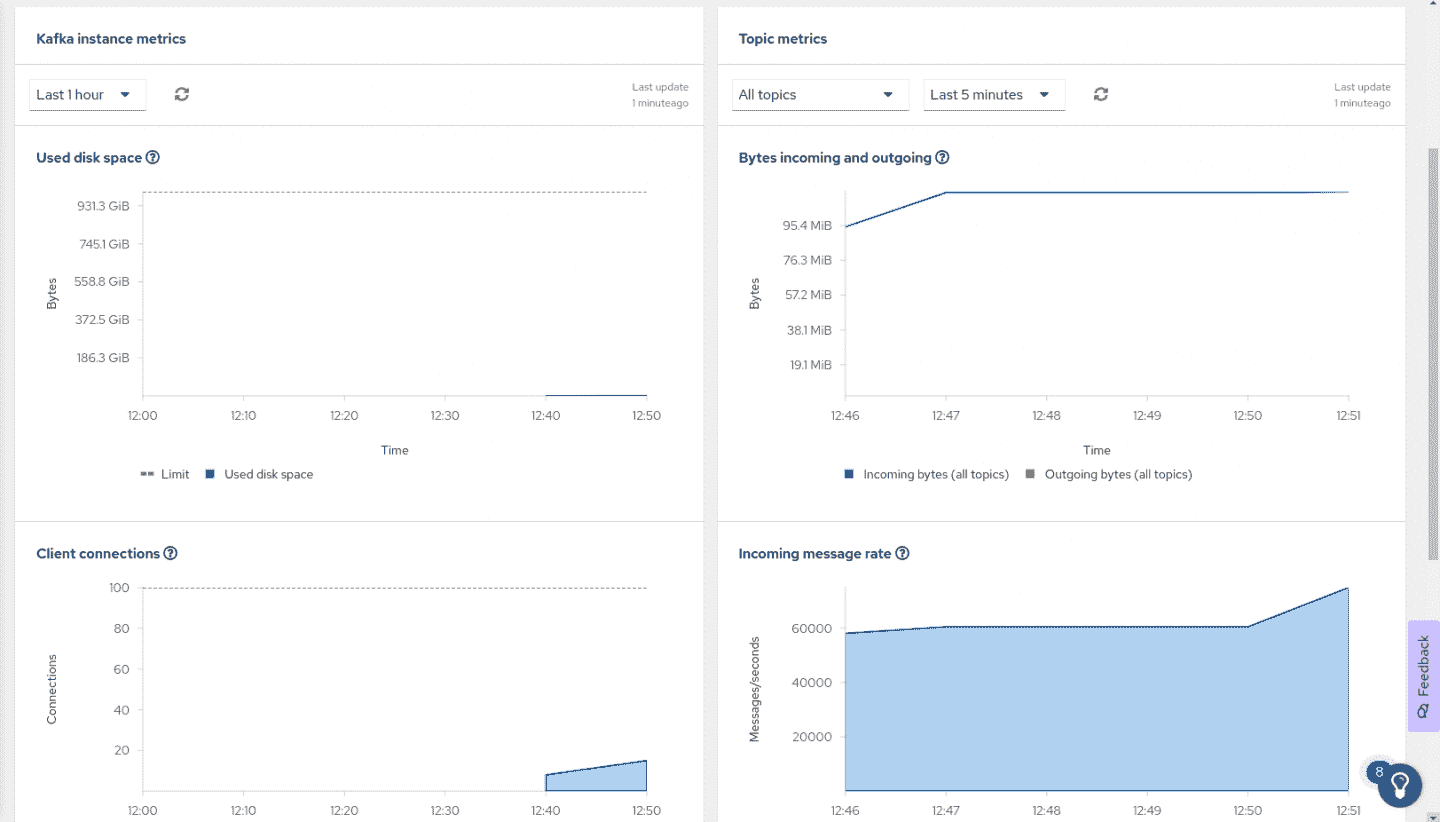 Kafka instance metrics
Last 1 hour
Last update
1 minuteago
Used disk space
931.3 GiB
745.1 GiB
558.8 GiB
372.5 GiB
186.3 GiB
Bytes
12:00 12:10 12:20 12:30 12:40 12:50
Time
Limit Used disk space
Client connections
100
80
60
40
20
Connections
12:00 12:10 12:20 12:30 12:40 12:50
Topic metrics
All topics Last 5 minutes
Last update
1 minuteago
Bytes incoming and outgoing
95.4 MiB
76.3 MiB
57.2 MiB
38.1 MiB
19.1 MiB
Bytes
12:46 12:47 12:48 12:49 12:50 12:51
Time
Incoming bytes (all topics) Outgoing bytes (all topics)
Incoming message rate
60000
40000
20000
Messages/seconds
12:46 12:47 12:48 12:49 12:50 12:51
Feedback
8